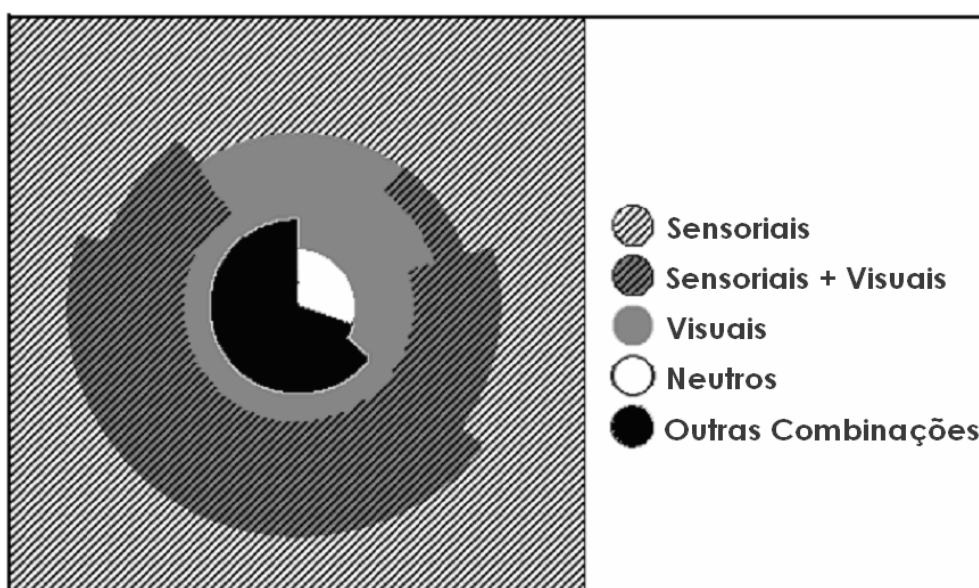 Sensoriais
Sensoriais + Visuais
Visuais
Neutros
Outras Combinações